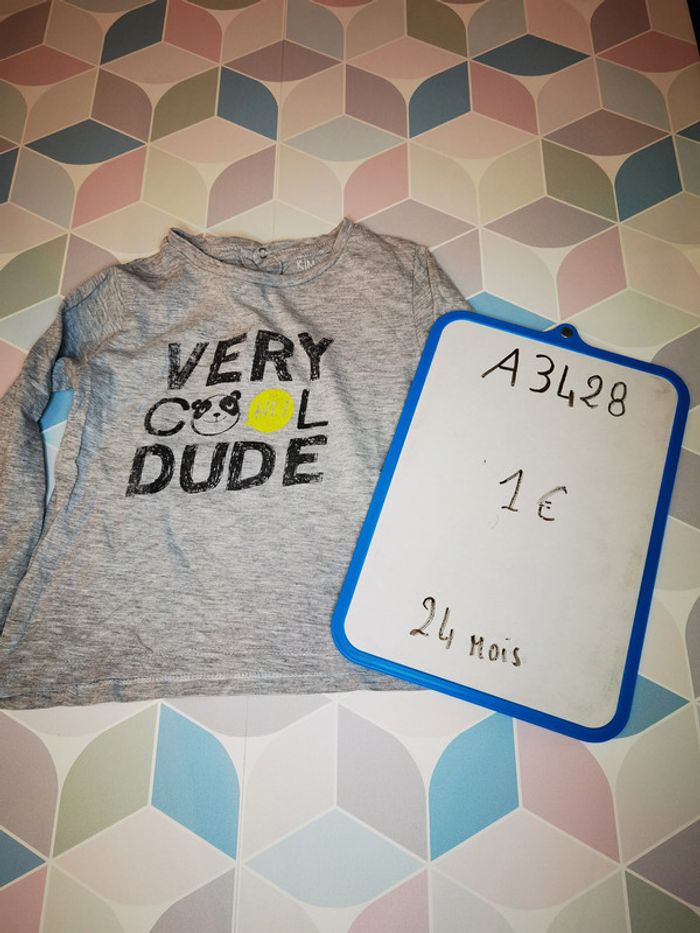 VERY
COOL
DUDE
A3428
1€
24 mois